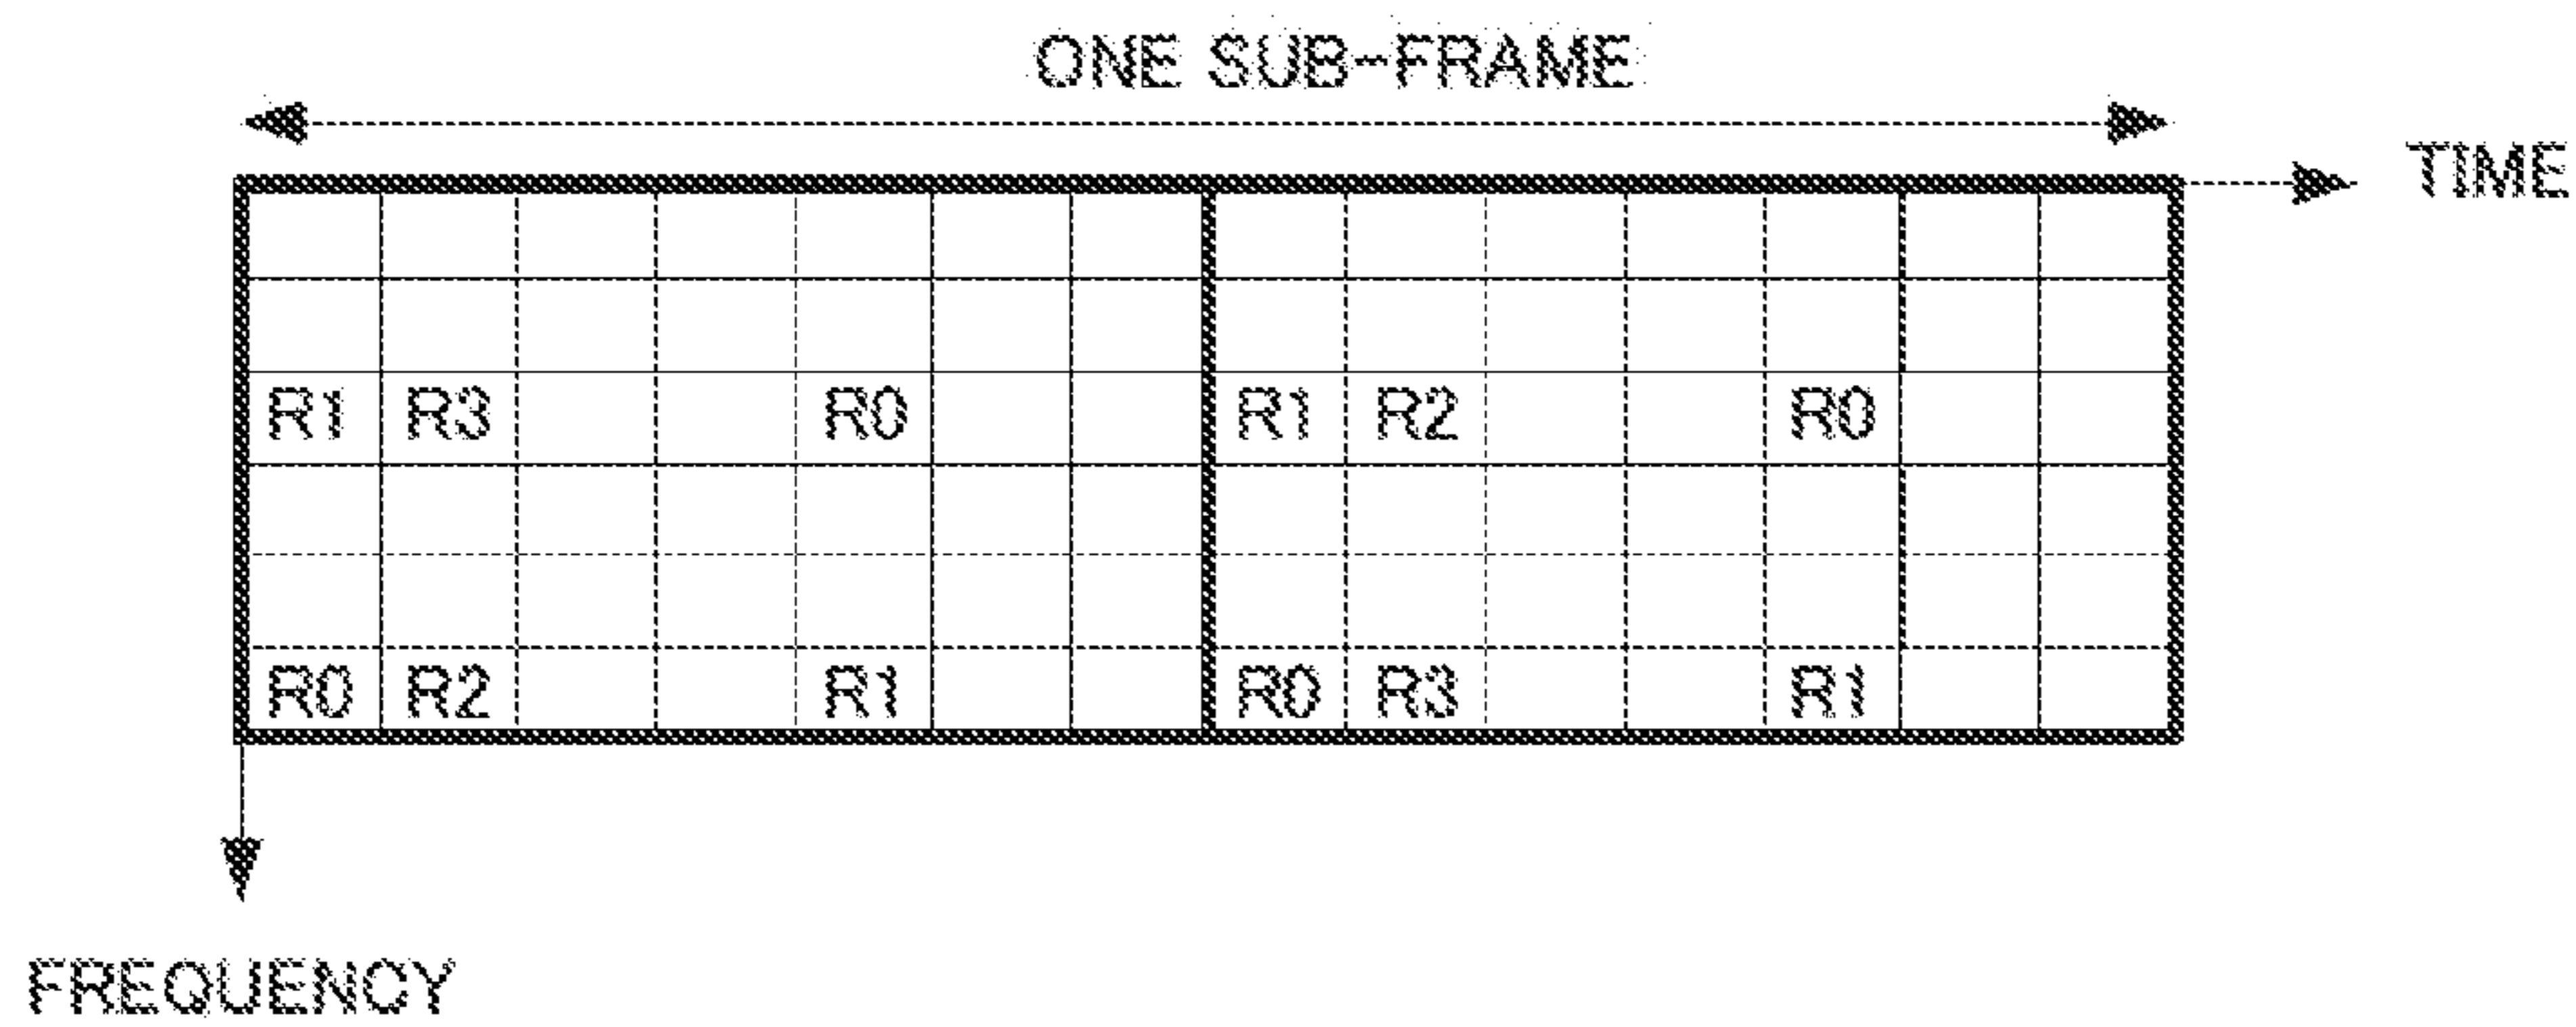 ONE SUB-FRAME
TIME
R1 R3 R0 R1 R2 R0
R0 R2 R1 R0 R3 R1
FREQUENCY